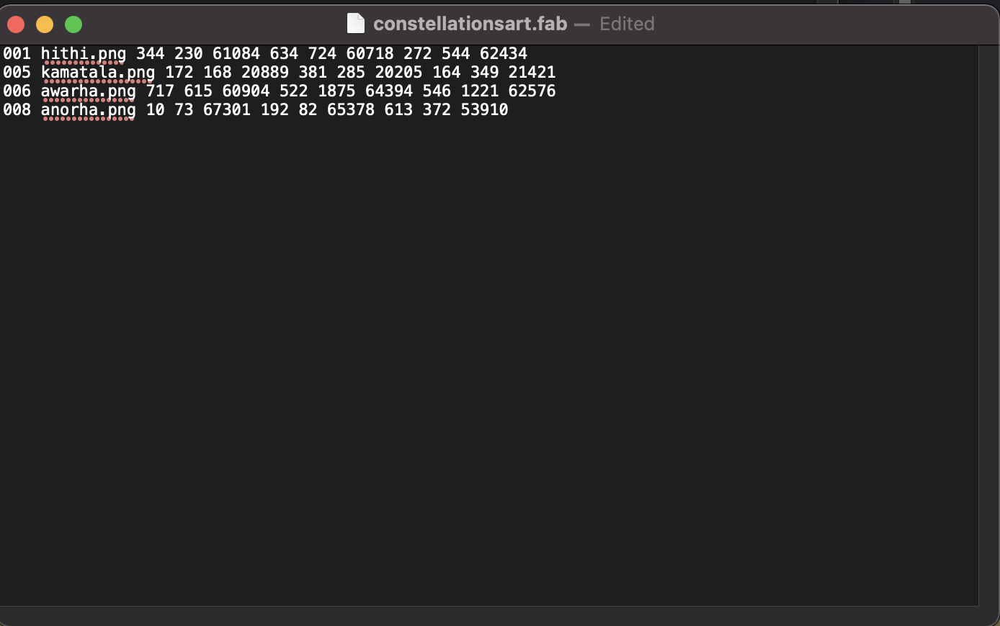 constellationsart.fab — Edited
001 hithi.png 344 230 61084 634 724 60718 272 544 62434
005 kamatala.png 172 168 20889 381 285 20205 164 349 21421
006 awarha.png 717 615 60904 522 1875 64394 546 1221 62576
008 anorha.png 10 73 67301 192 82 65378 613 372 53910